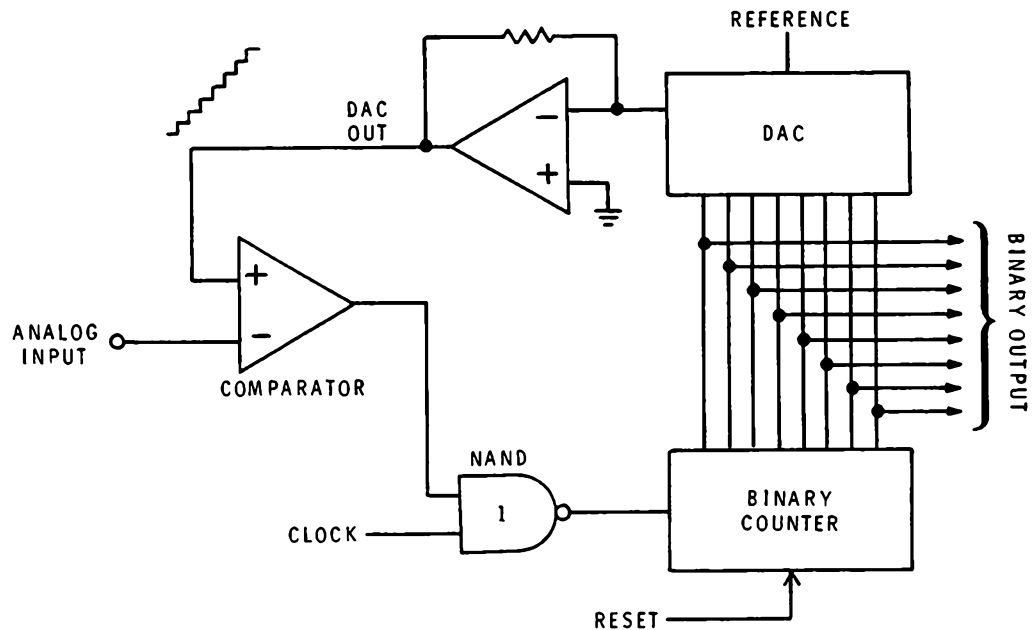 REFERENCE
DAC
OUT
-
+
DAC
+
-
ANALOG
INPUT
COMPARATOR
BINARY OUTPUT
NAND
1
CLOCK
BINARY
COUNTER
RESET